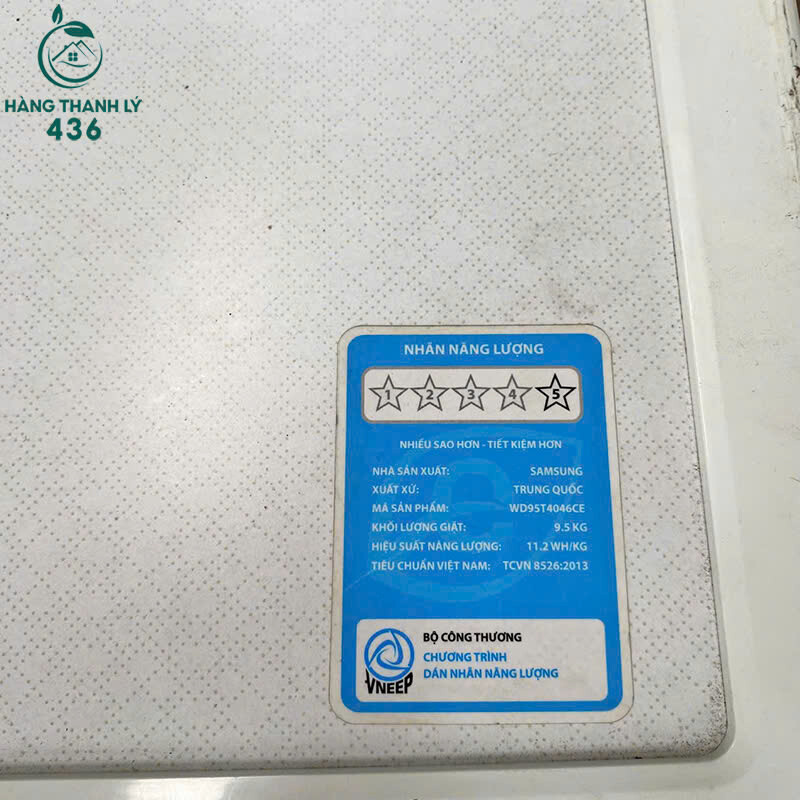 HÀNG THANH LÝ
436
NHÃN NĂNG LƯỢNG
1 2 3 4 5
NHIỀU SAO HƠN - TIẾT KIỆM HƠN
NHÀ SẢN XUẤT: SAMSUNG
XUẤT XỨ: TRUNG QUỐC
MÃ SẢN PHẨM: WD95T4046CE
KHỐI LƯỢNG GIẶT: 9.5 KG
HIỆU SUẤT NĂNG LƯỢNG: 11.2 WH/KG
TIÊU CHUẨN VIỆT NAM: TCVN 8526:2013
BỘ CÔNG THƯƠNG
CHƯƠNG TRÌNH
DÁN NHÃN NĂNG LƯỢNG
VNEEP